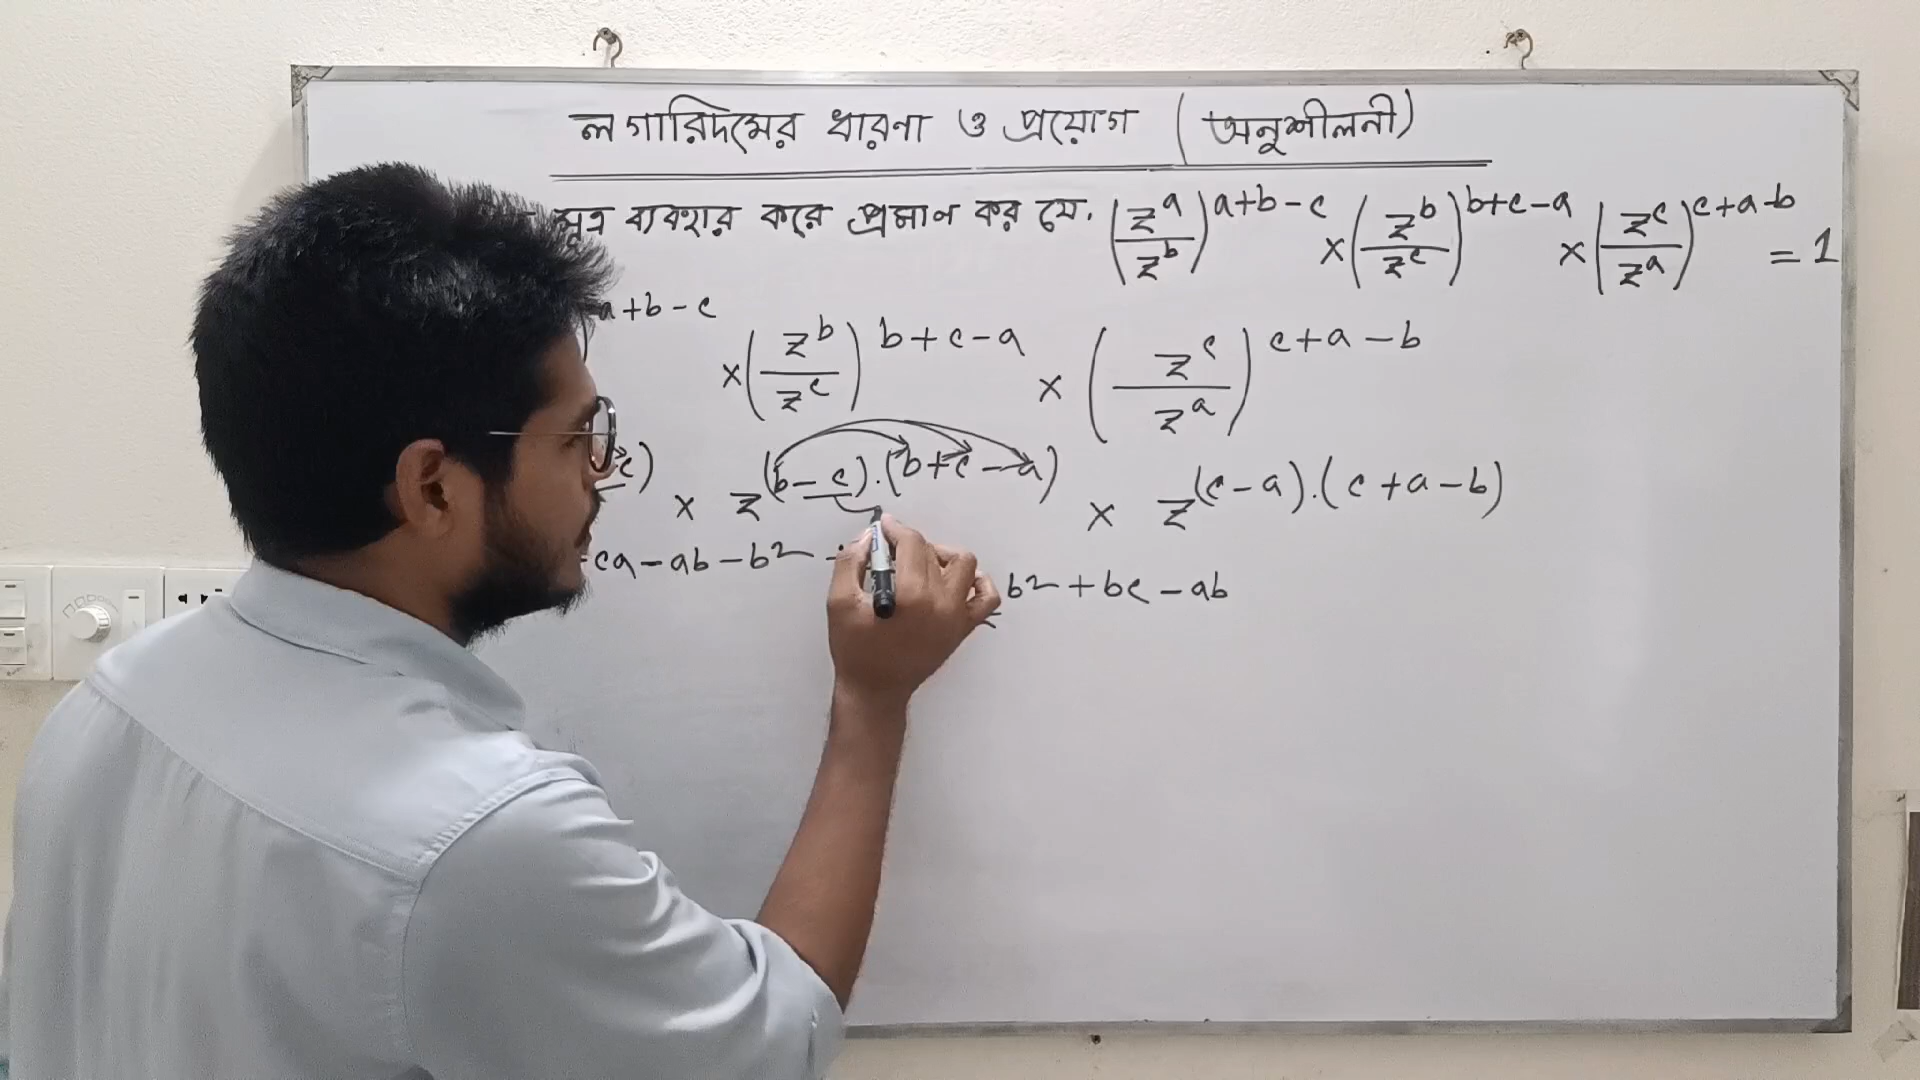 লগারিদমের ধারণা ও প্রয়োগ (অনুশীলনী)
সূত্র ব্যবহার করে প্রমাণ কর যে. (z^a/z^b)^(a+b-c) × (z^b/z^c)^(b+c-a) × (z^c/z^a)^(c+a-b) = 1
a+b-c × (z^b/z^c)^(b+c-a) × (z^c/z^a)^(c+a-b)
c) × z^((b-c).(b+c-a)) × z^((c-a).(c+a-b))
-ca-ab-b² b²+bc-ab